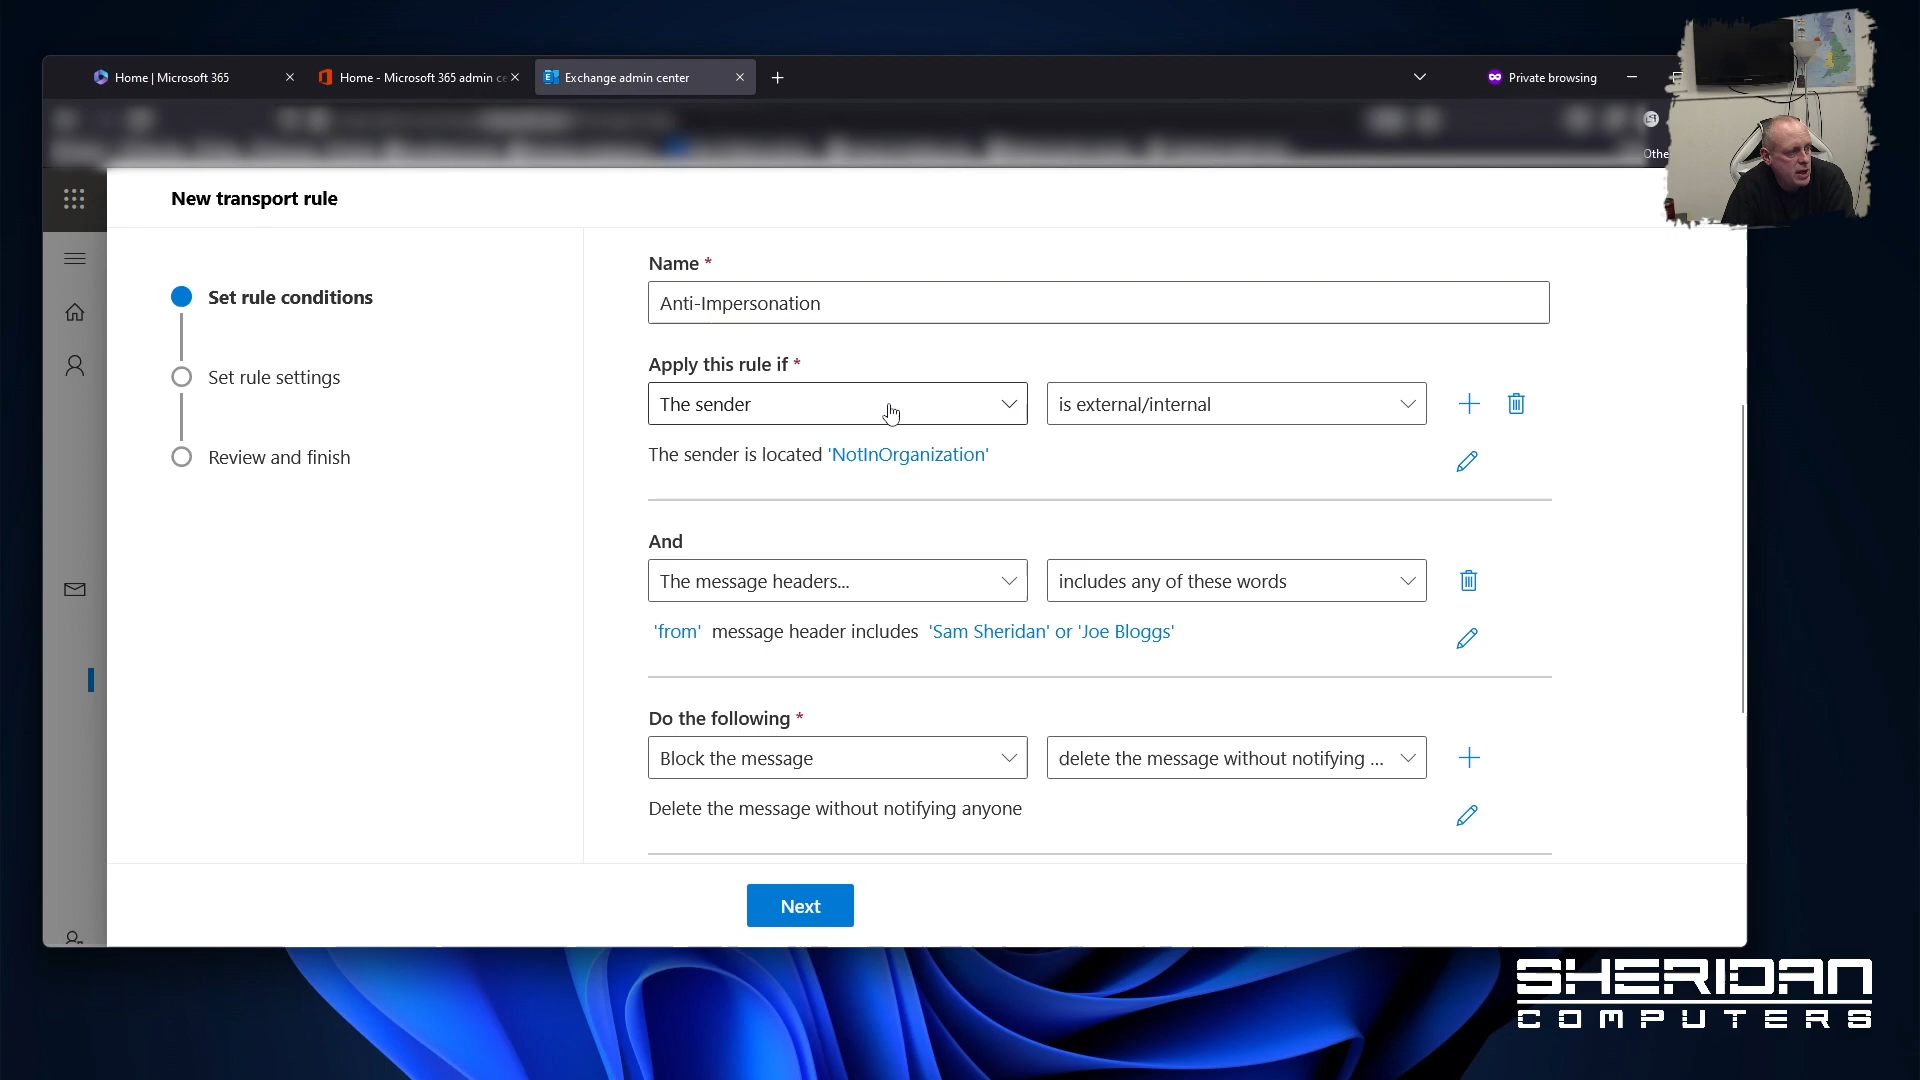 Home | Microsoft 365
Home - Microsoft 365 admin ce
Exchange admin center
Private browsing
Othe
New transport rule
Set rule conditions
Set rule settings
Review and finish
Name *
Anti-Impersonation
Apply this rule if *
The sender
is external/internal
The sender is located 'NotInOrganization'
And
The message headers...
includes any of these words
'from' message header includes 'Sam Sheridan' or 'Joe Bloggs'
Do the following *
Block the message
delete the message without notifying ...
Delete the message without notifying anyone
Next
SHERIDAN
COMPUTERS